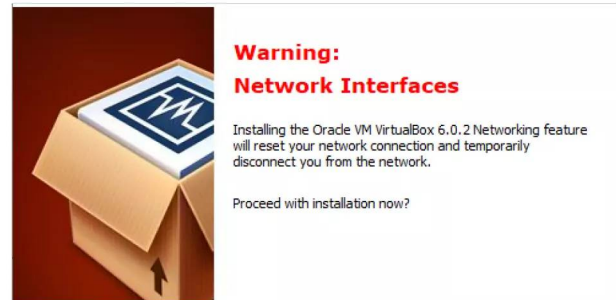 Warning:
Network Interfaces
Installing the Oracle VM VirtualBox 6.0.2 Networking feature
will reset your network connection and temporarily
disconnect you from the network.
Proceed with installation now?